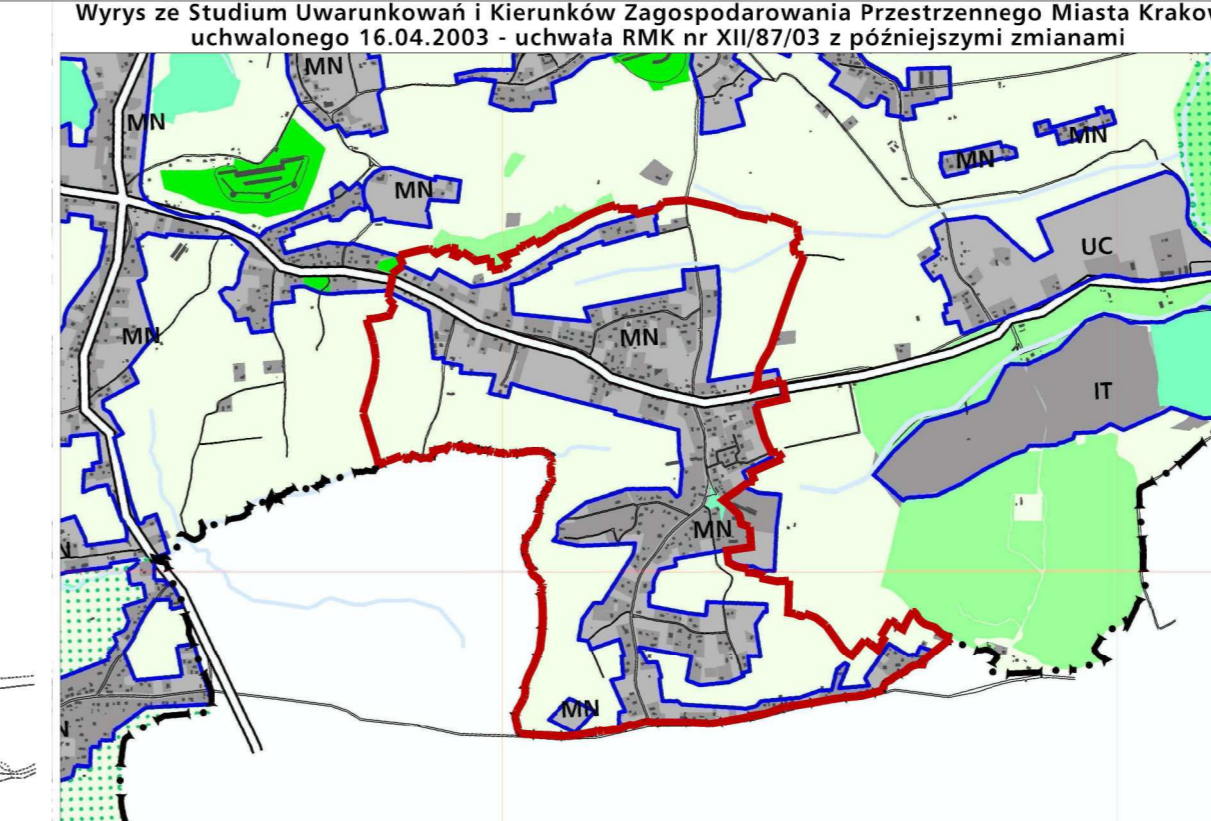 Wyrys ze Studium Uwarunkowań i Kierunków Zagospodarowania Przestrzennego Miasta Krakow
uchwalonego 16.04.2003 - uchwała RMK nr XII/87/03 z późniejszymi zmianami
MN
MN
MN
MN
MN
UC
MN
MN
IT
MN
N
MN
N